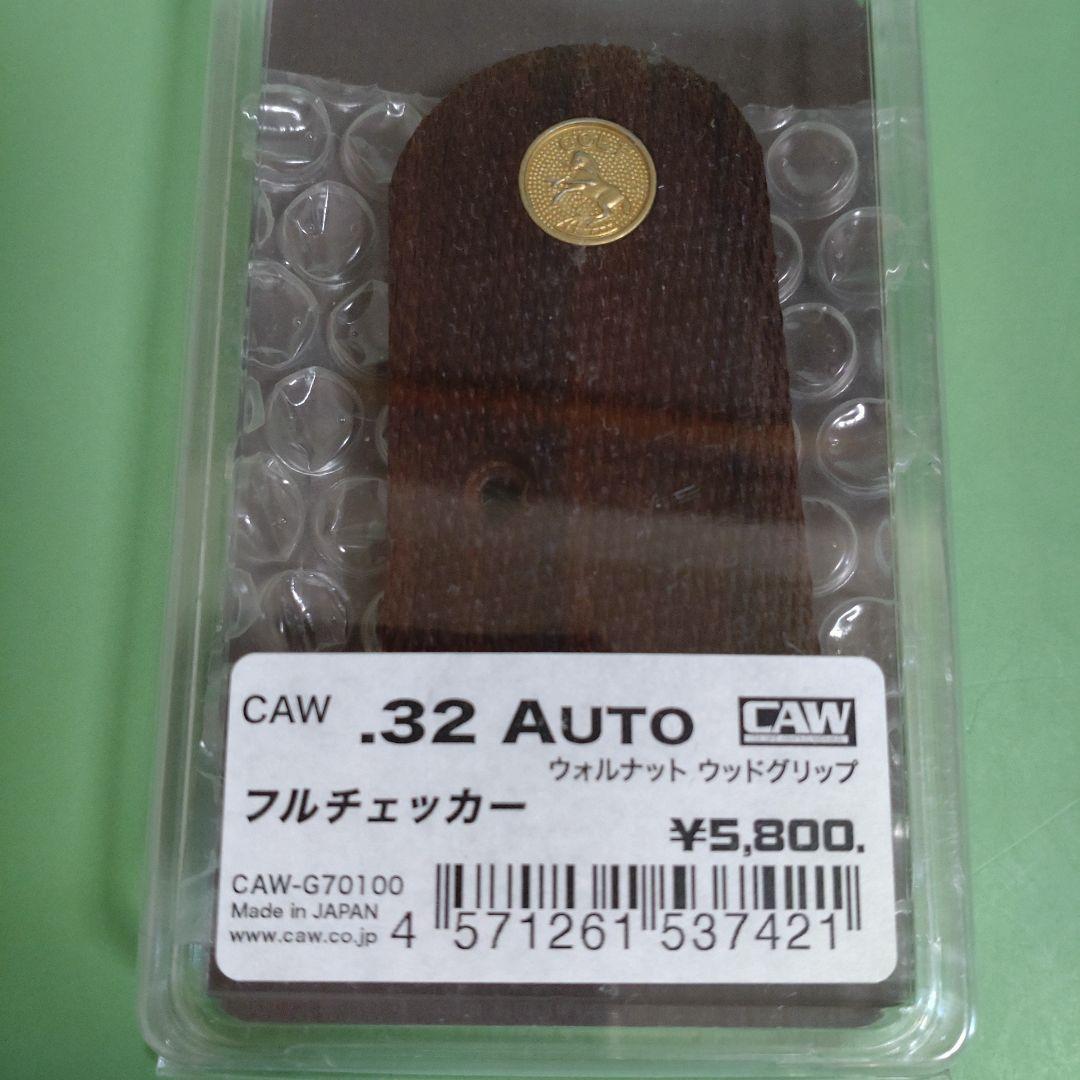 COLT
CAW .32 AUTO CAW
ウォルナット ウッドグリップ
フルチェッカー
¥5,800.
CAW-G70100
Made in JAPAN
www.caw.co.jp
4 571261 537421